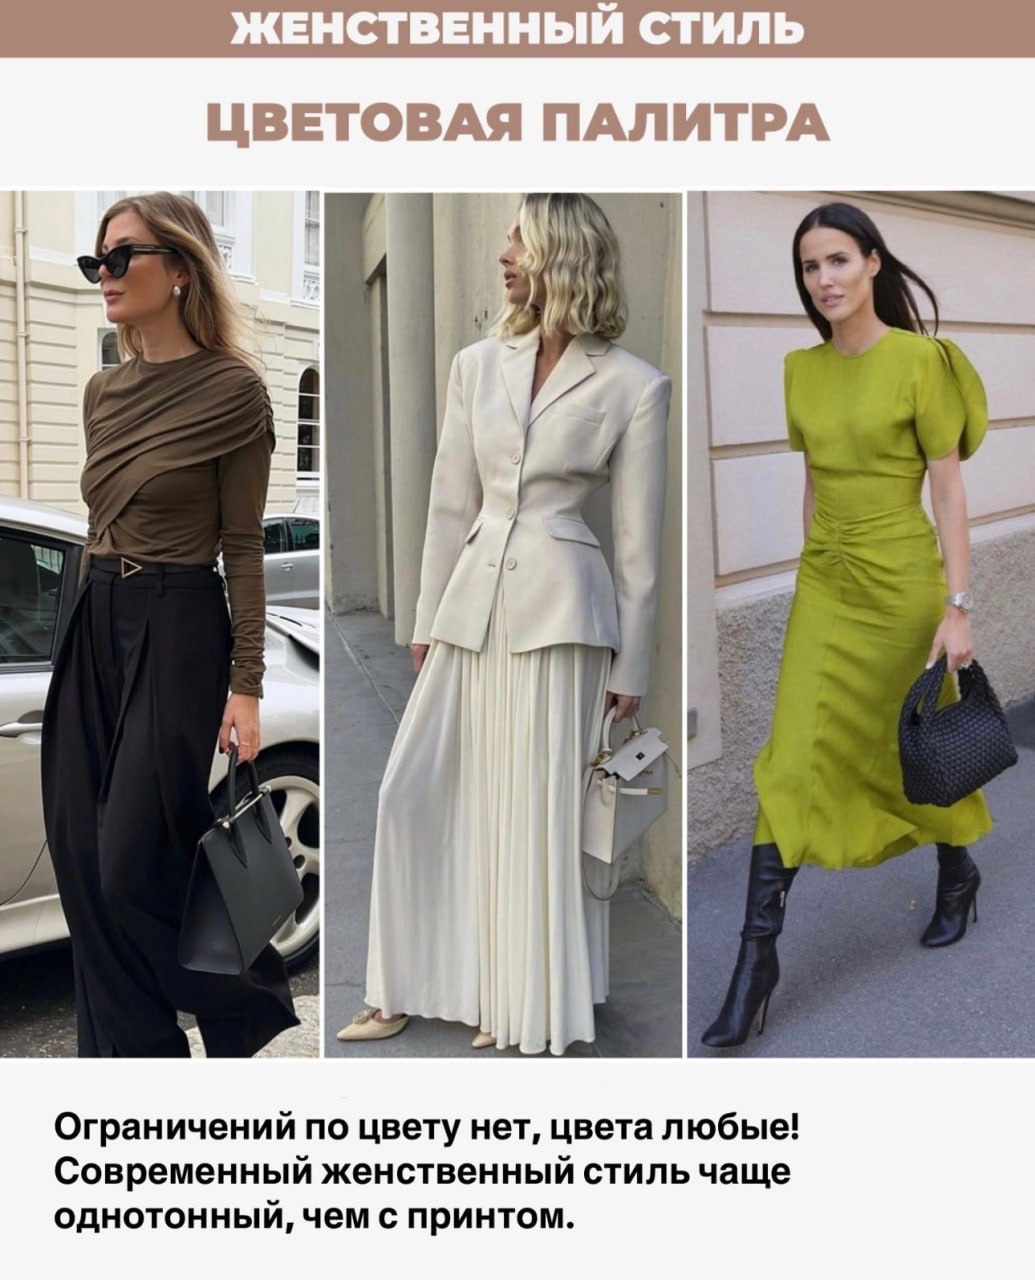 ЖЕНСТВЕННЫЙ СТИЛЬ
ЦВЕТОВАЯ ПАЛИТРА
Ограничений по цвету нет, цвета любые!
Современный женственный стиль чаще
однотонный, чем с принтом.